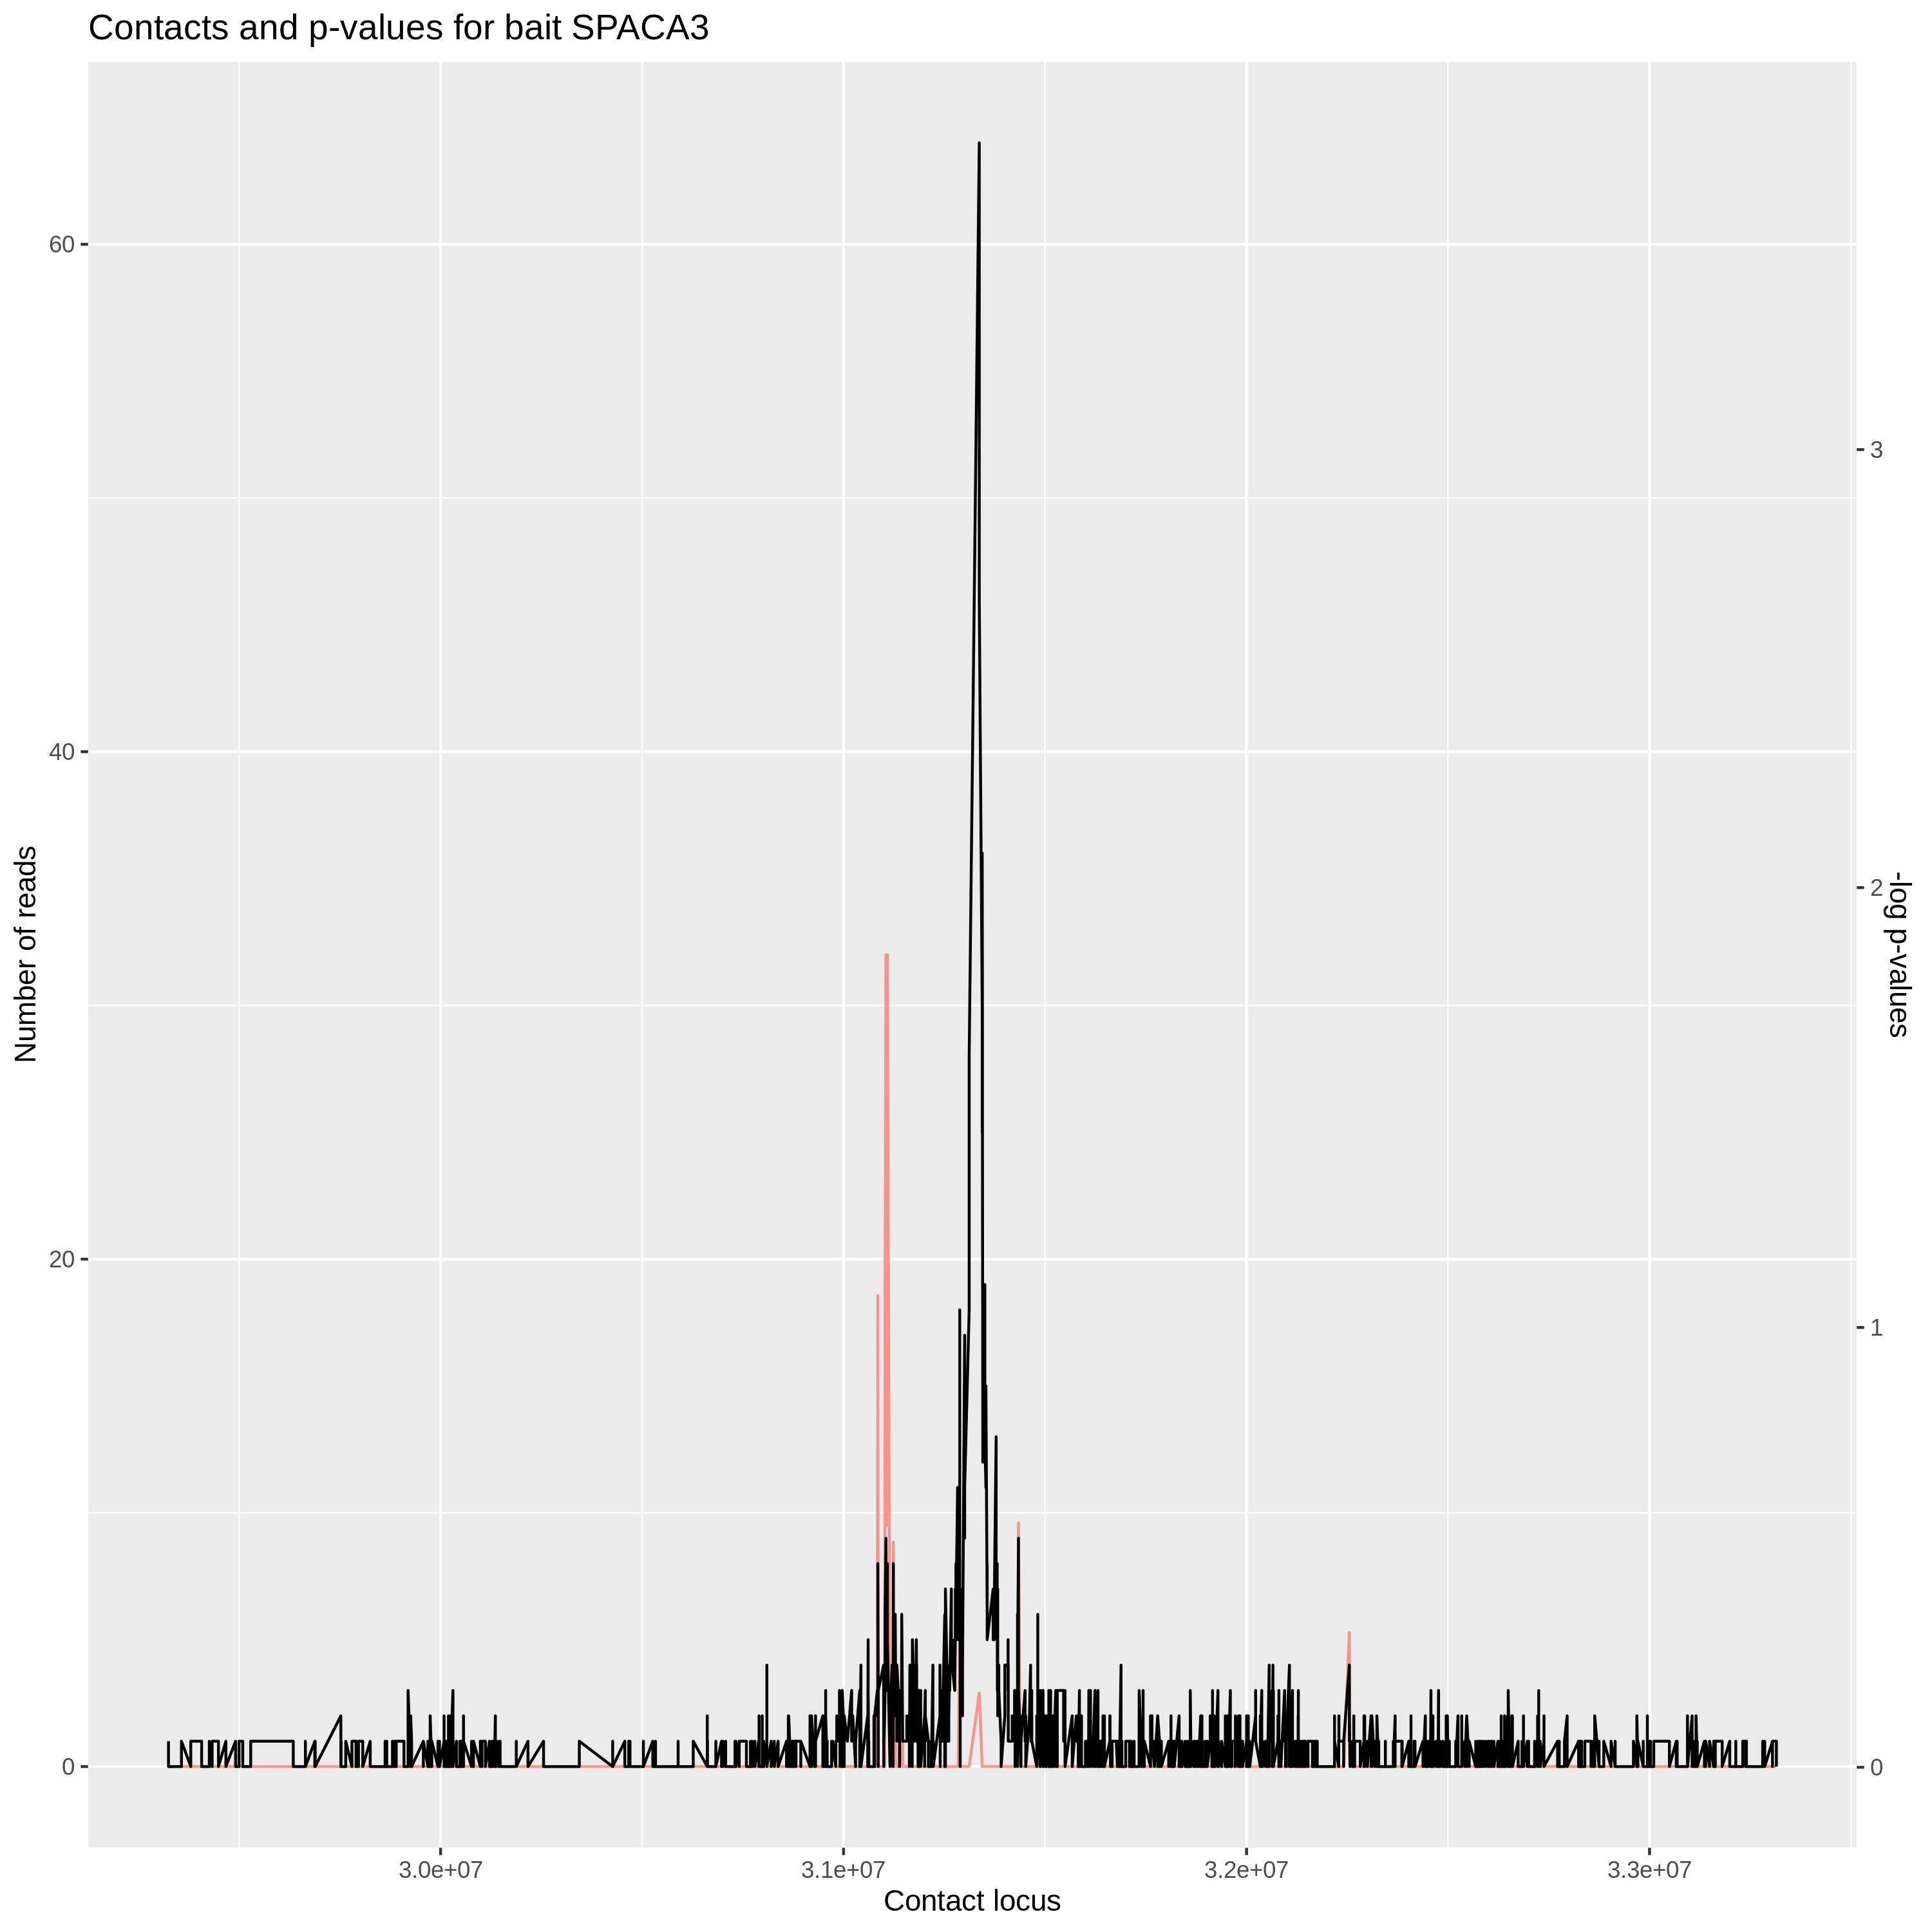 Contacts and p-values for bait SPACA3
60
40
20
0
Number of reads
3
2
1
0
-log p-values
3.0e+07
3.1e+07
3.2e+07
3.3e+07
Contact locus